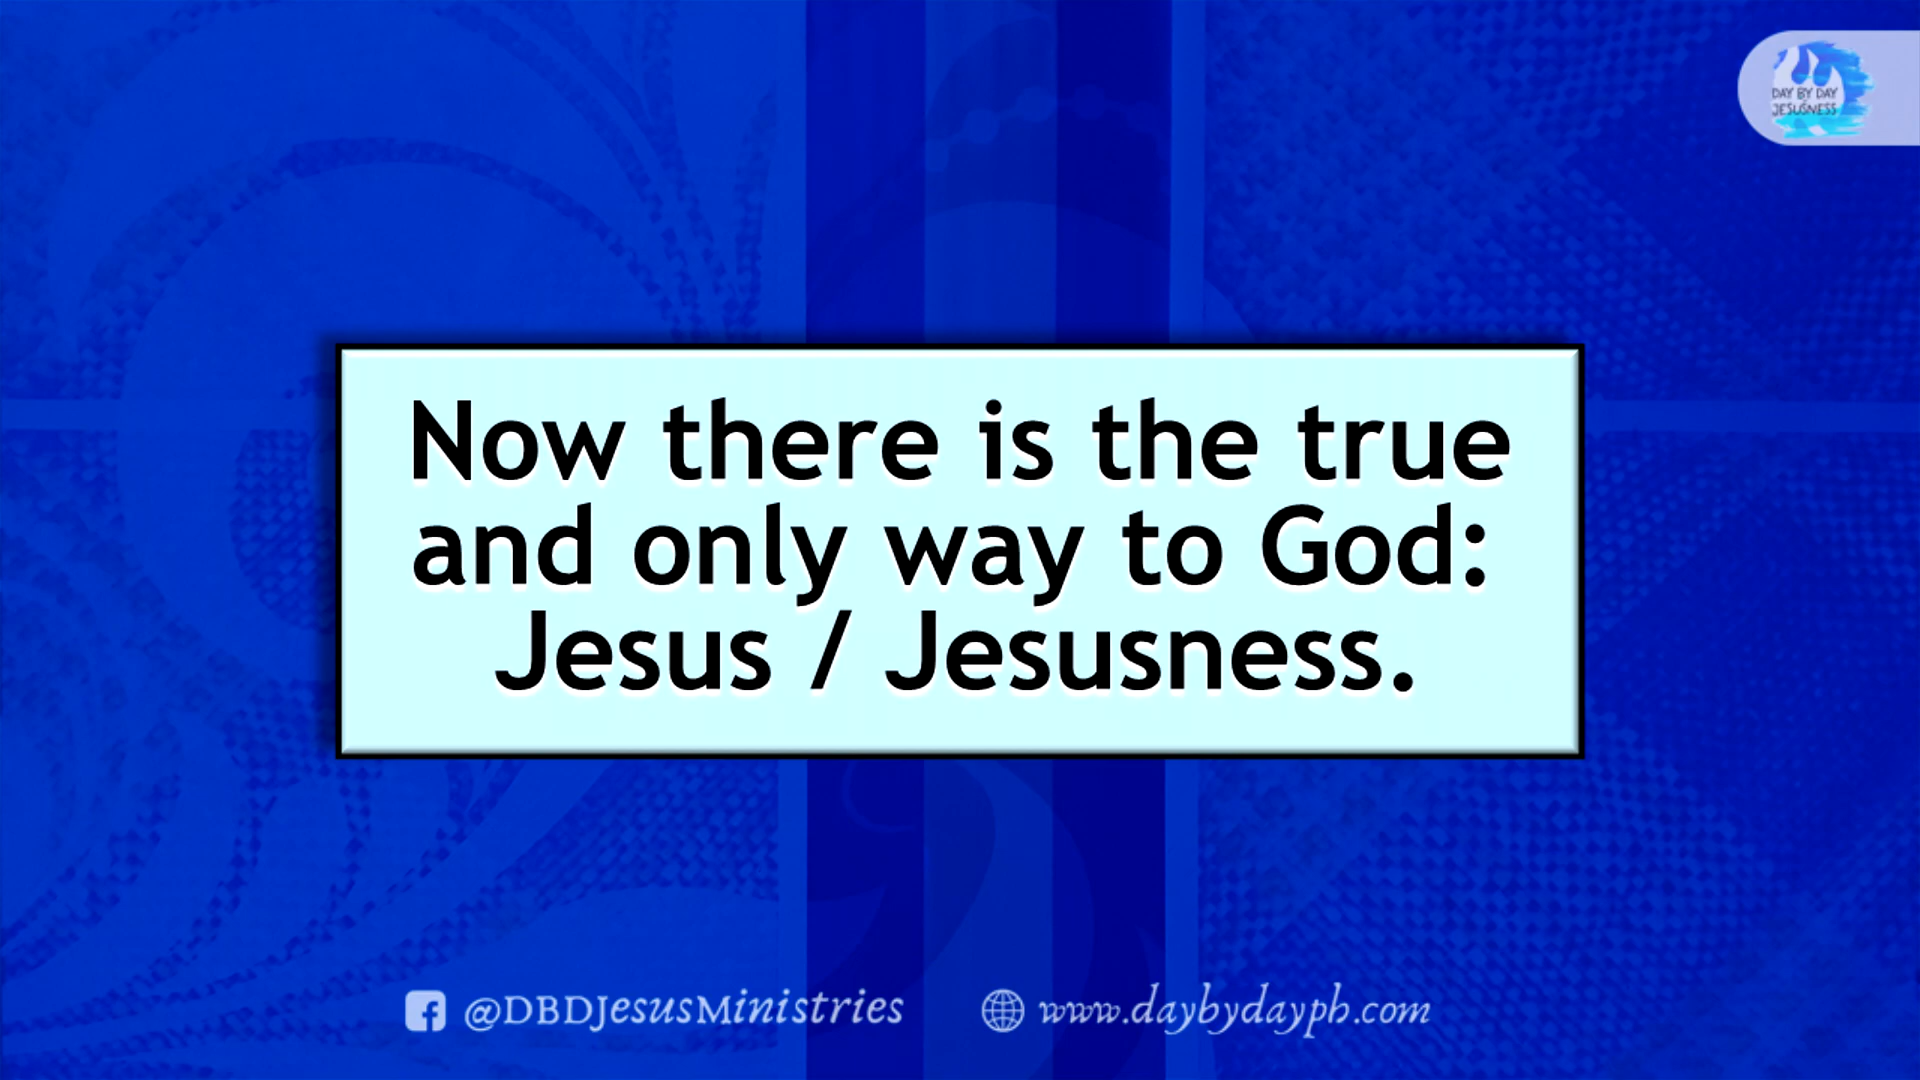 DAY BY DAY
JESUSNESS
Now there is the true
and only way to God:
Jesus / Jesusness.
@DBDJesusMinistries
www.daybydayph.com